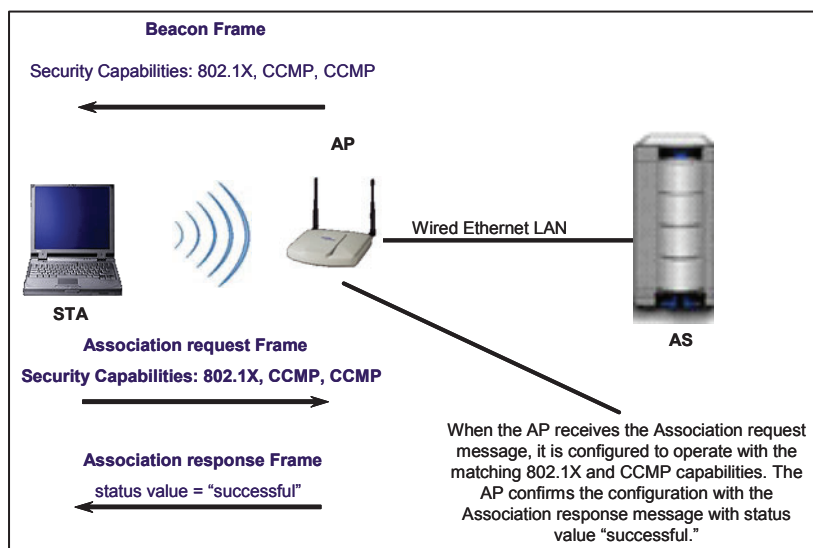 Beacon Frame
Security Capabilities: 802.1X, CCMP, CCMP
AP
Wired Ethernet LAN
STA
AS
Association request Frame
Security Capabilities: 802.1X, CCMP, CCMP
When the AP receives the Association request
message, it is configured to operate with the
matching 802.1X and CCMP capabilities. The
AP confirms the configuration with the
Association response message with status
value “successful.”
Association response Frame
status value = “successful”